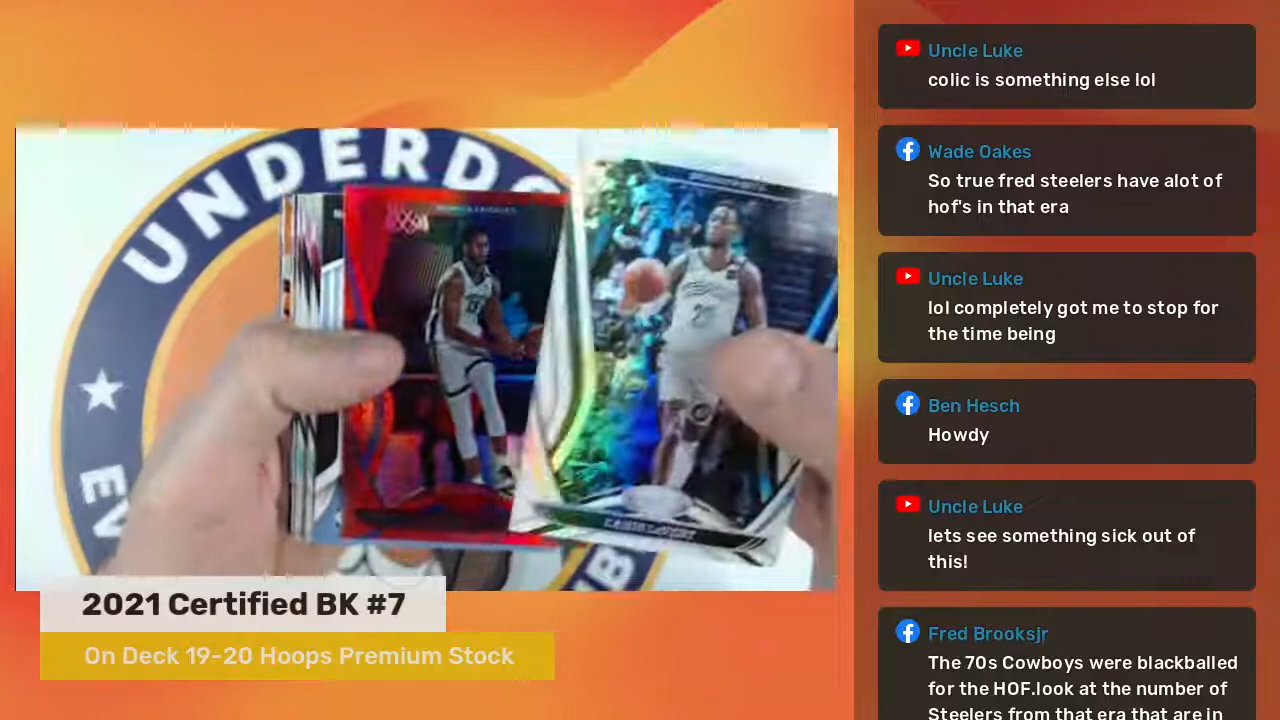 UNDERD
EV
2021 Certified BK #7
On Deck 19-20 Hoops Premium Stock
Uncle Luke
colic is something else lol
Wade Oakes
So true fred steelers have alot of
hof's in that era
Uncle Luke
lol completely got me to stop for
the time being
Ben Hesch
Howdy
Uncle Luke
lets see something sick out of
this!
Fred Brooksjr
The 70s Cowboys were blackballed
for the HOF.look at the number of
Steelers from that era that are in